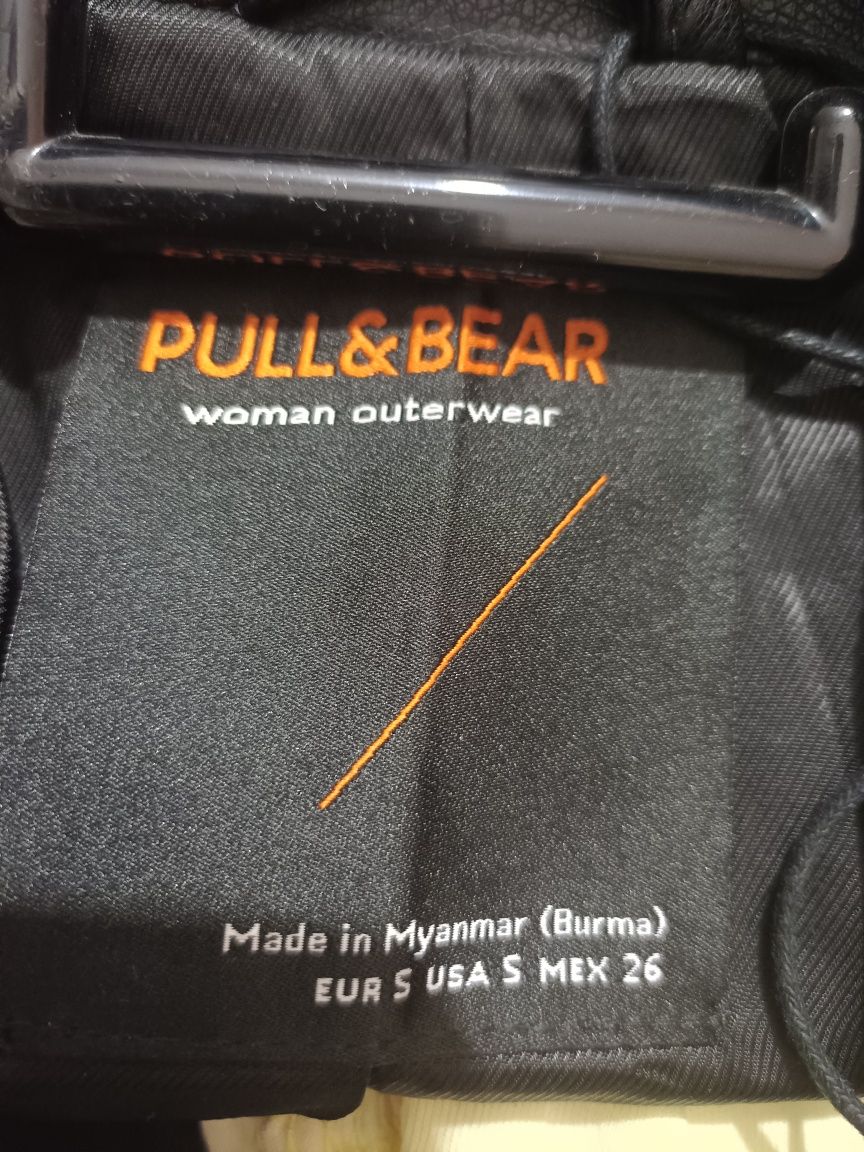 PULL&BEAR
woman outerwear
Made in Myanmar (Burma)
EUR S USA S MEX 26